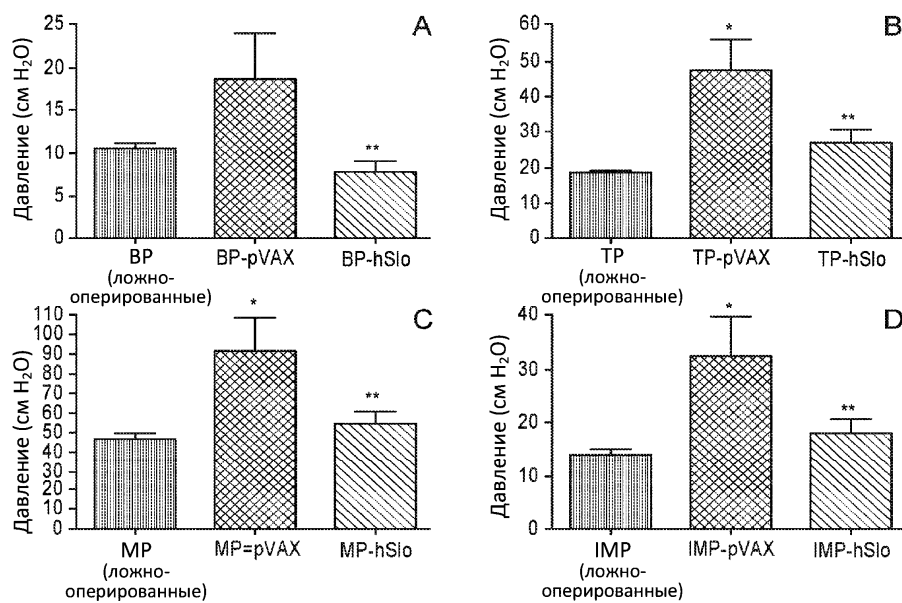 A
Давление (см H₂O)
25
20
15
10
5
0
**
BP
(ложно-
оперированные)
BP-pVAX
BP-hSlo
B
Давление (см H₂O)
60
50
40
30
20
10
0
*
**
TP
(ложно-
оперированные)
TP-pVAX
TP-hSlo
C
Давление (см H₂O)
110
100
90
80
70
60
50
40
30
20
10
0
*
**
MP
(ложно-
оперированные)
MP=pVAX
MP-hSlo
D
Давление (см H₂O)
40
30
20
10
0
*
**
IMP
(ложно-
оперированные)
IMP-pVAX
IMP-hSlo